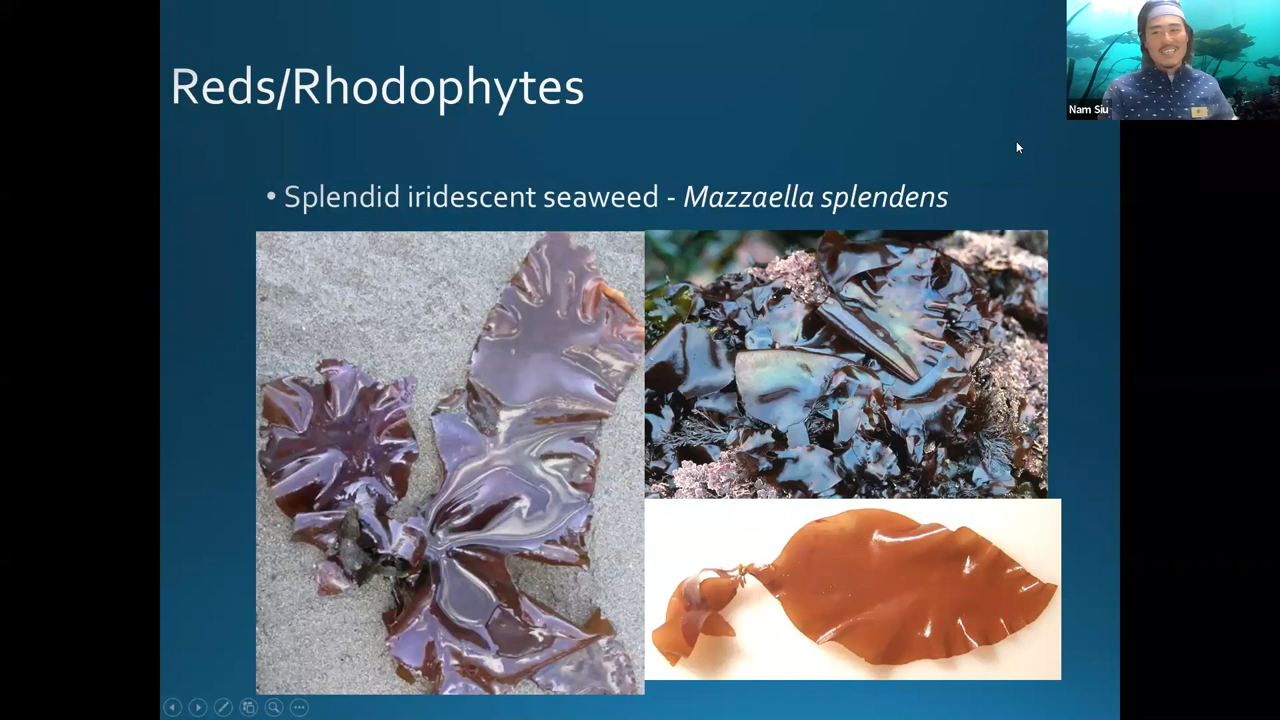 Reds/Rhodophytes
Nam Siu
• Splendid iridescent seaweed - Mazzaella splendens